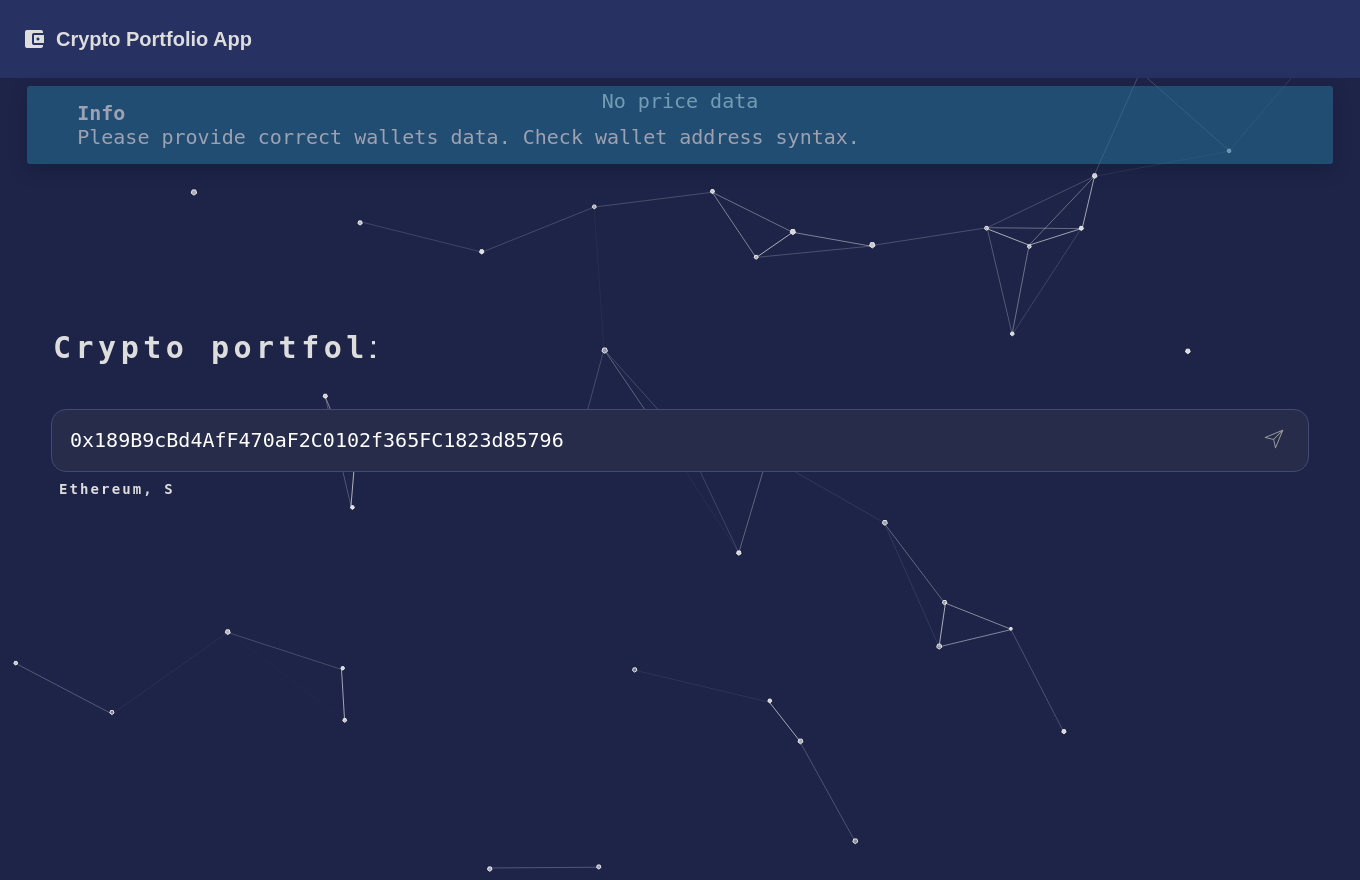 Crypto Portfolio App
No price data
Info
Please provide correct wallets data. Check wallet address syntax.
Crypto portfol:
0x189B9cBd4AfF470aF2C0102f365FC1823d85796
Ethereum, S